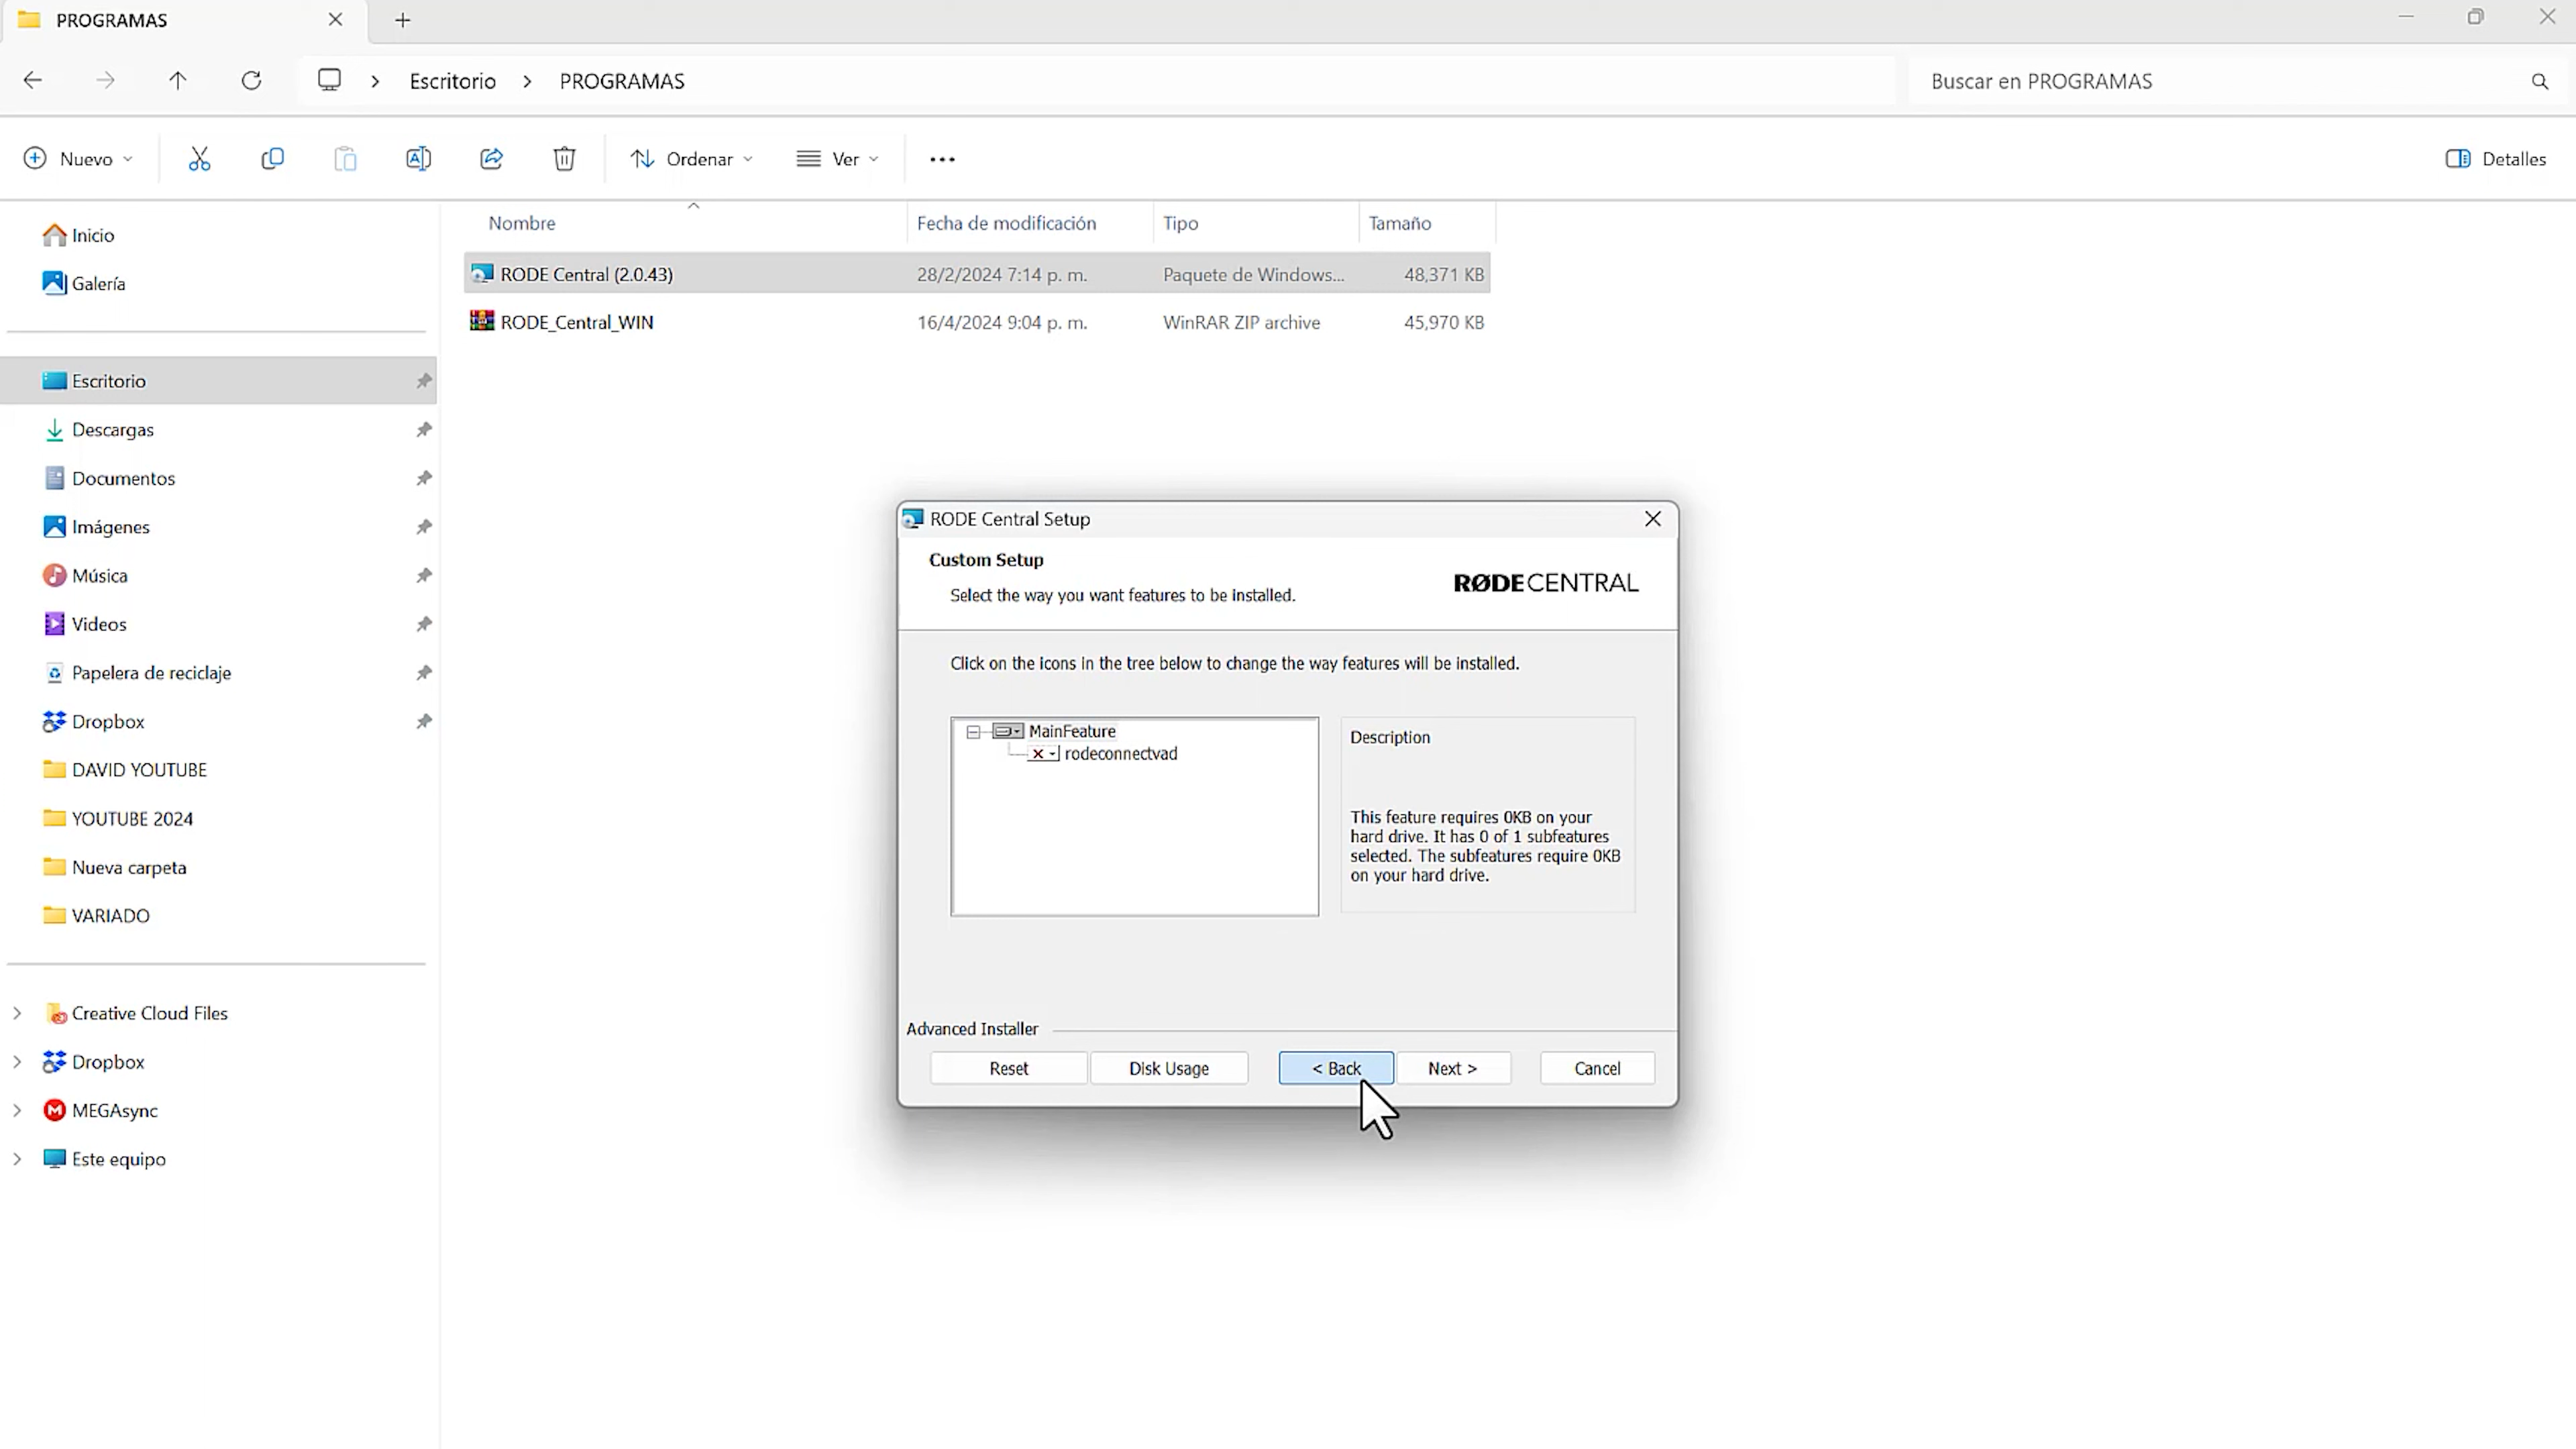 PROGRAMAS
Escritorio
PROGRAMAS
Buscar en PROGRAMAS
Nuevo
Ordenar
Ver
Detalles
Nombre
Fecha de modificación
Tipo
Tamaño
RODE Central (2.0.43)
28/2/2024 7:14 p. m.
Paquete de Windows...
48,371 KB
RODE_Central_WIN
16/4/2024 9:04 p. m.
WinRAR ZIP archive
45,970 KB
Inicio
Galería
Escritorio
Descargas
Documentos
Imágenes
Música
Videos
Papelera de reciclaje
Dropbox
DAVID YOUTUBE
YOUTUBE 2024
Nueva carpeta
VARIADO
Creative Cloud Files
Dropbox
MEGAsync
Este equipo
RODE Central Setup
Custom Setup
Select the way you want features to be installed.
RØDECENTRAL
Click on the icons in the tree below to change the way features will be installed.
MainFeature
rodeconnectvad
Description
This feature requires 0KB on your
hard drive. It has 0 of 1 subfeatures
selected. The subfeatures require 0KB
on your hard drive.
Advanced Installer
Reset
Disk Usage
< Back
Next >
Cancel